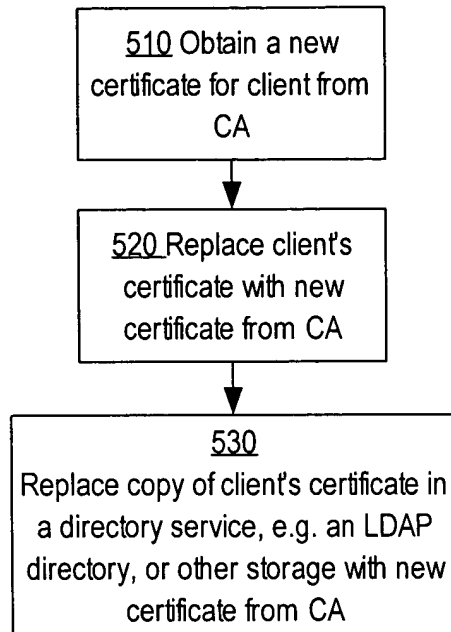 510 Obtain a new
certificate for client from
CA
520 Replace client's
certificate with new
certificate from CA
530
Replace copy of client's certificate in
a directory service, e.g. an LDAP
directory, or other storage with new
certificate from CA